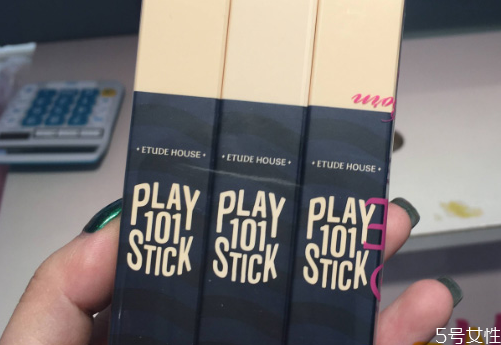 · ETUDE HOUSE ·
PLAY
101
STICK
· ETUDE HOUSE ·
PLAY
101
STICK
· ETUDE HOUSE ·
PLAY
101
STICK
5号女性